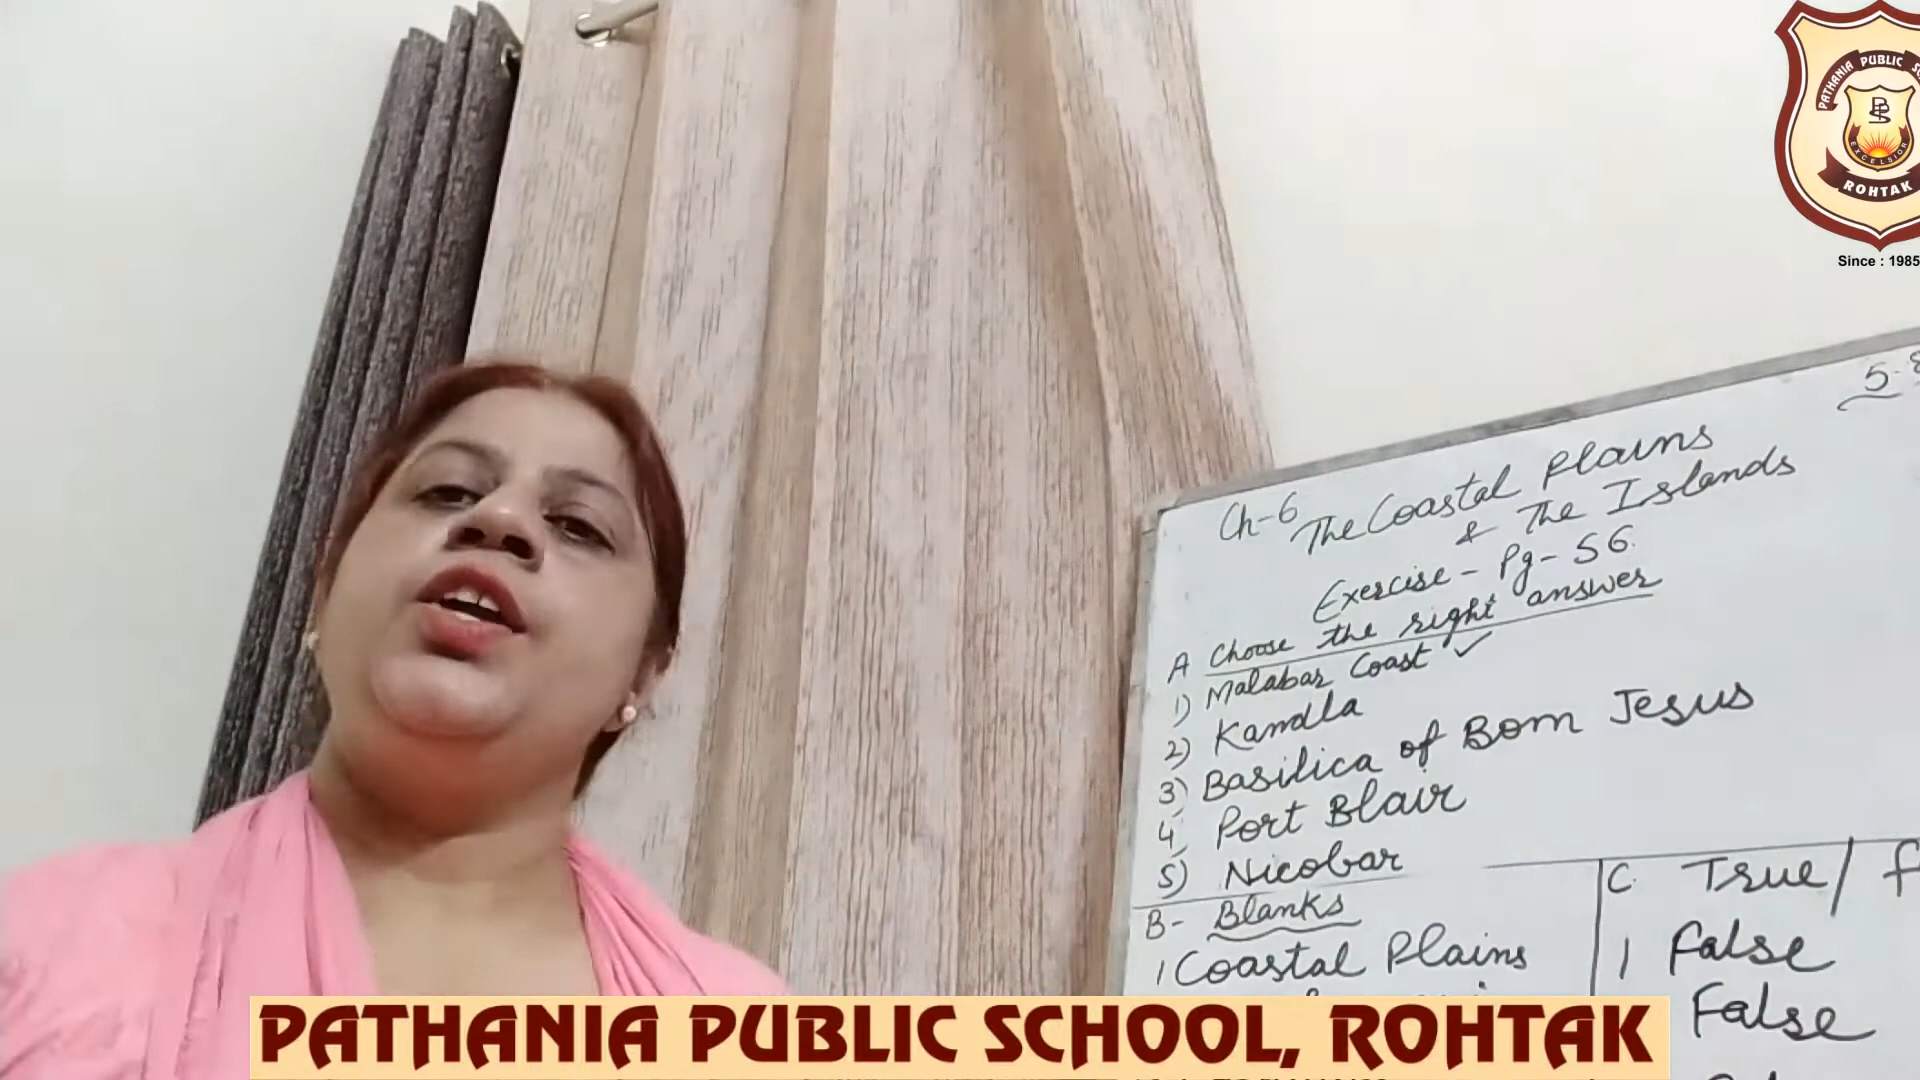 PATHANIA PUBLIC
EXCELSIOR
ROHTAK
Since : 1985
Ch-6 The Coastal Plains
& The Islands
Exercise - Pg - 56
A Choose the right answer
1) Malabar Coast ✓
2) Kandla
3) Basilica of Bom Jesus
4 Port Blair
5) Nicobar
B- Blanks
1 Coastal Plains
C. True/
1 False
False
PATHANIA PUBLIC SCHOOL, ROHTAK